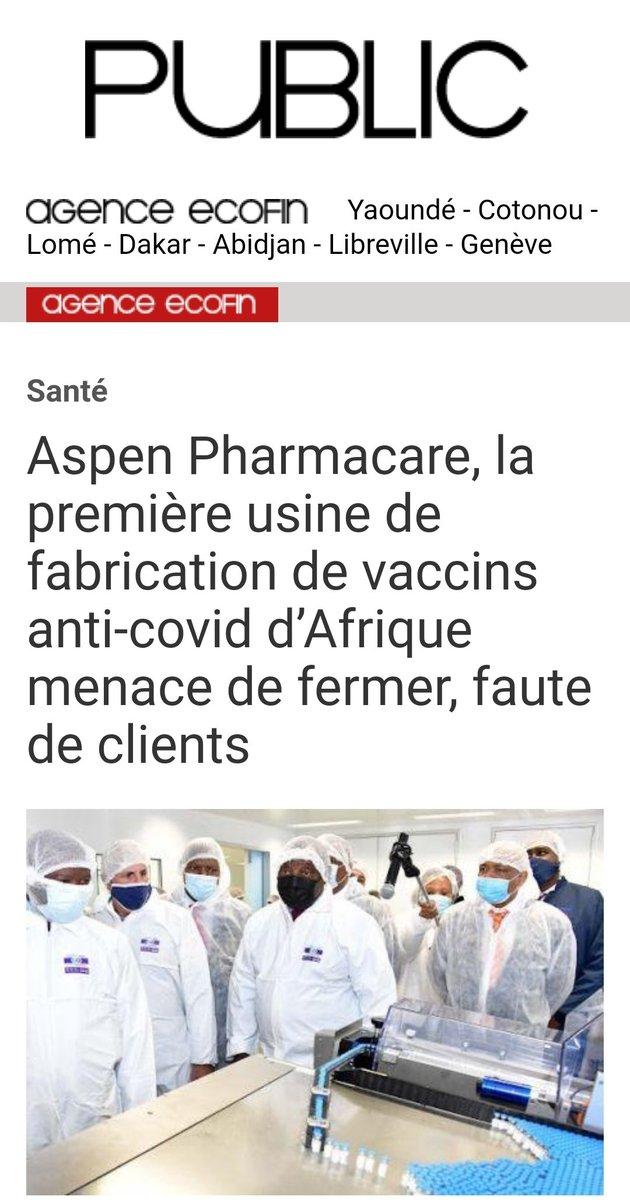 PUBLIC
agence ecofin Yaoundé - Cotonou -
Lomé - Dakar - Abidjan - Libreville - Genève
agence ecofin
Santé
Aspen Pharmacare, la
première usine de
fabrication de vaccins
anti-covid d’Afrique
menace de fermer, faute
de clients